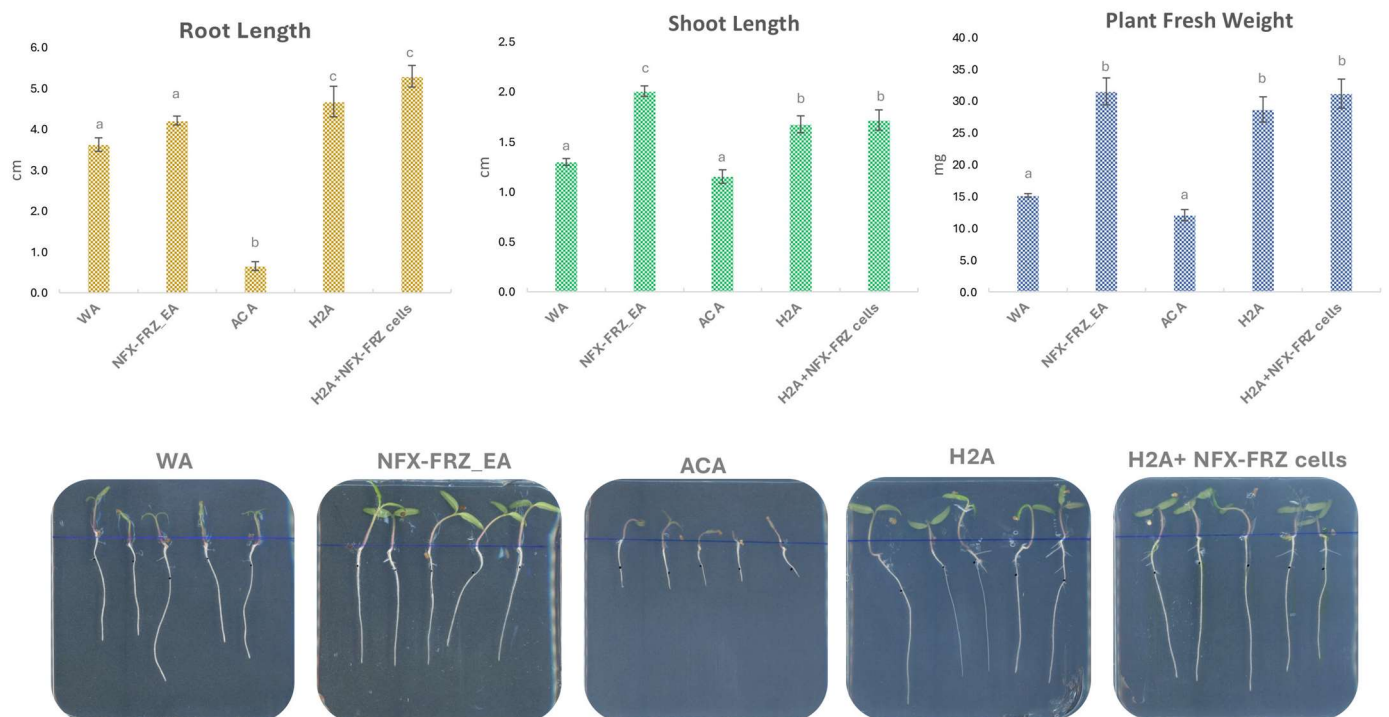 Root Length
6.0
5.0
4.0
3.0
2.0
1.0
0.0
cm
a
a
b
c
c
WA
NFX-FRZ_EA
ACA
H2A
H2A+NFX-FRZ cells
Shoot Length
2.5
2.0
1.5
1.0
0.5
0.0
cm
a
c
a
b
b
WA
NFX-FRZ_EA
ACA
H2A
H2A+NFX-FRZ cells
Plant Fresh Weight
40.0
35.0
30.0
25.0
20.0
15.0
10.0
5.0
0.0
mg
a
b
a
b
b
WA
NFX-FRZ_EA
ACA
H2A
H2A+NFX-FRZ cells
WA
NFX-FRZ_EA
ACA
H2A
H2A+ NFX-FRZ cells